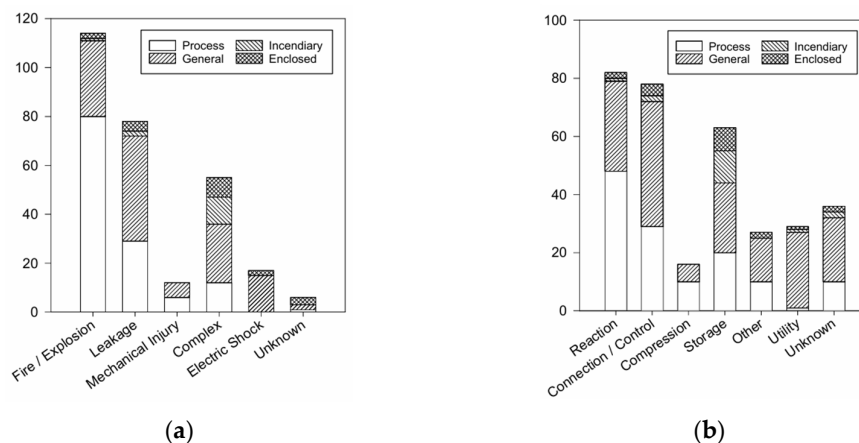 120
100
80
60
40
20
0
Process
Incendiary
General
Enclosed
Fire / Explosion
Leakage
Mechanical Injury
Complex
Electric Shock
Unknown
(a)
100
80
60
40
20
0
Process
Incendiary
General
Enclosed
Reaction
Connection / Control
Compression
Storage
Other
Utility
Unknown
(b)